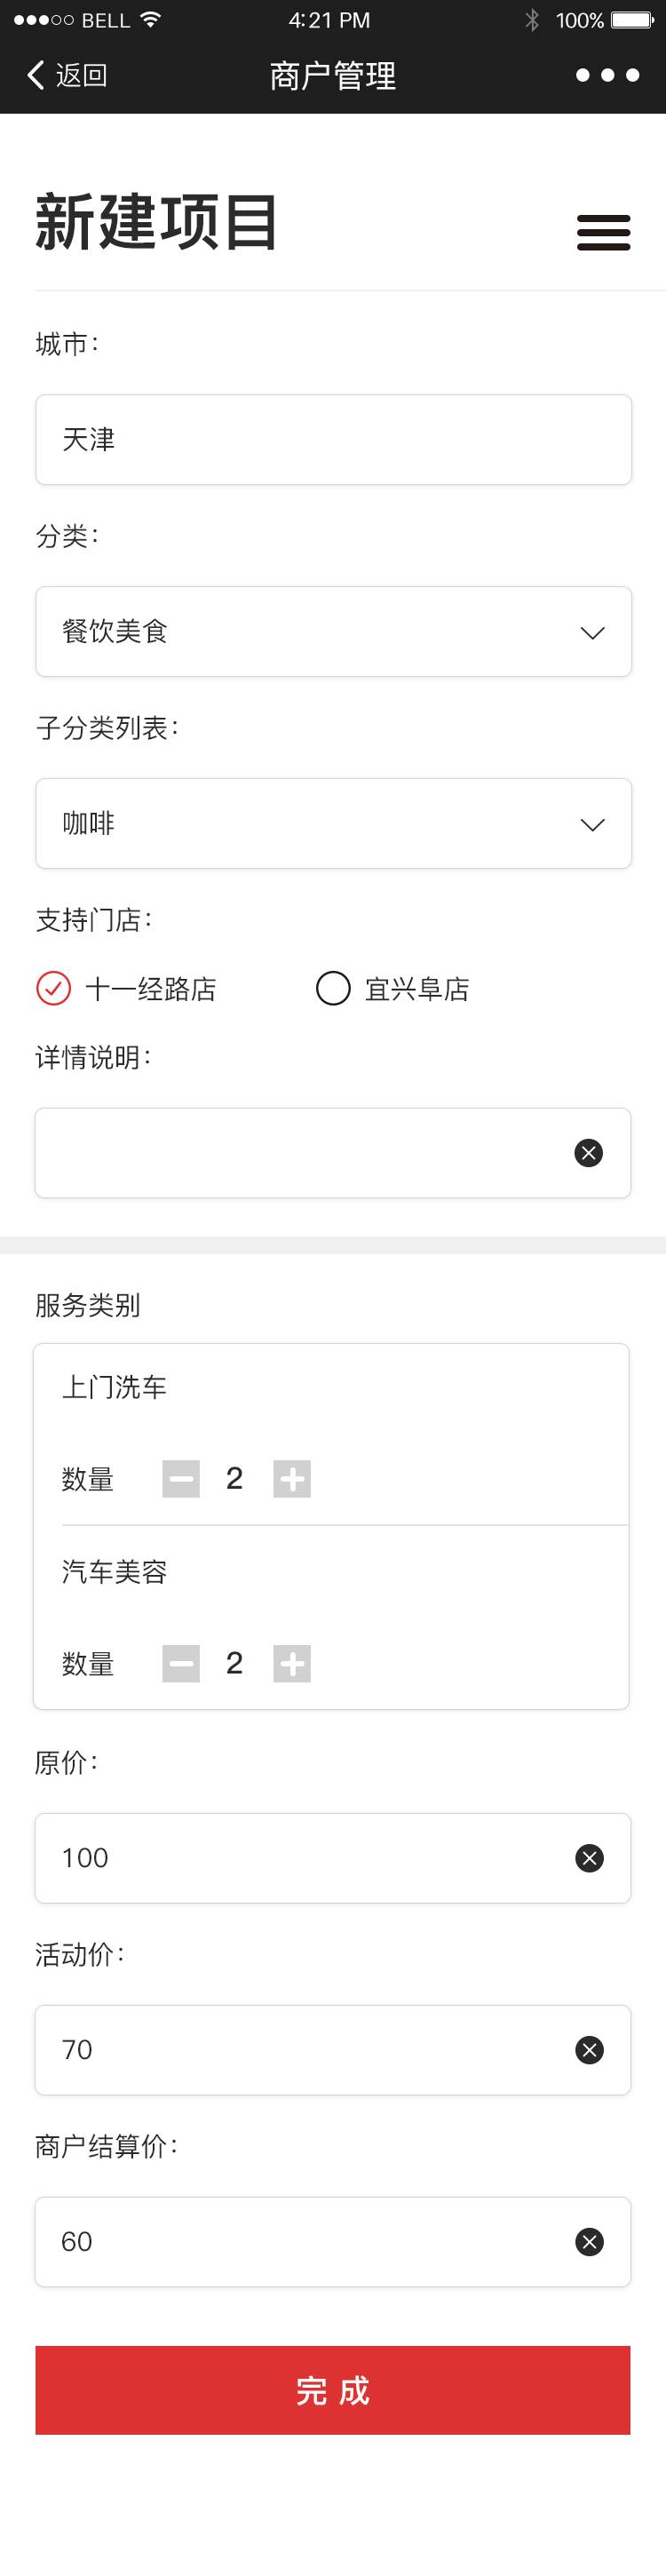 BELL 4:21 PM 100%
返回 商户管理
新建项目
城市：
天津
分类：
餐饮美食
子分类列表：
咖啡
支持门店：
十一经路店 宜兴阜店
详情说明：
服务类别
上门洗车
数量 2
汽车美容
数量 2
原价：
100
活动价：
70
商户结算价：
60
完成